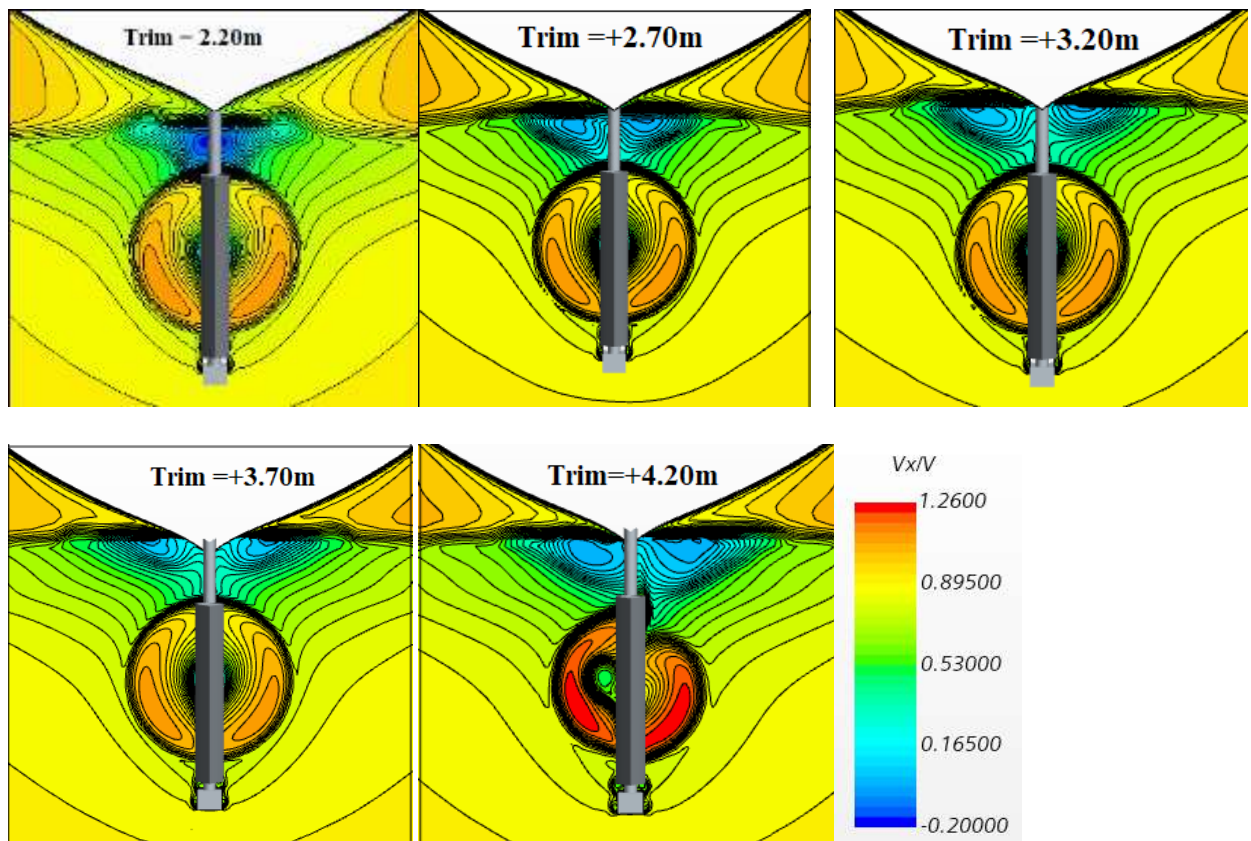 Trim = 2.20m
Trim =+2.70m
Trim =+3.20m
Trim =+3.70m
Trim=+4.20m
Vx/V
1.2600
0.89500
0.53000
0.16500
-0.20000